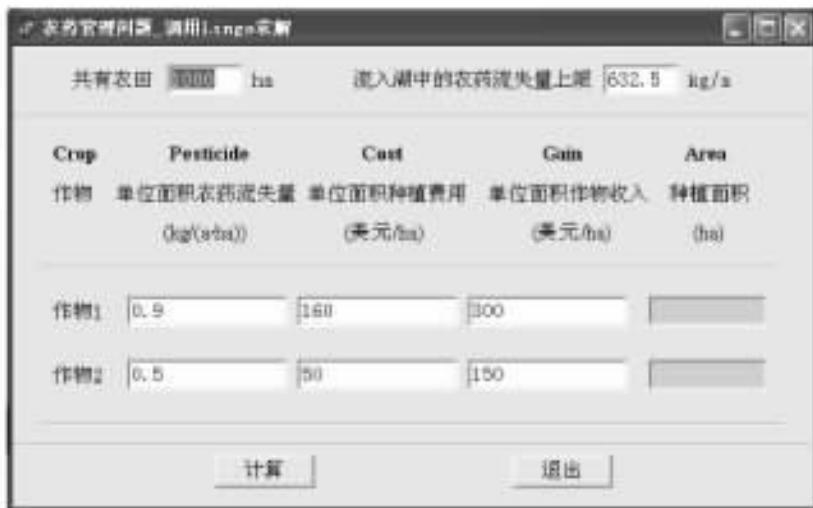 农药管理问题_调用Lingo求解
共有农田 ha 流入湖中的农药流失量上限 632.5 kg/a
Crop Pesticide Cost Gain Area
作物 单位面积农药流失量 单位面积种植费用 单位面积作物收入 种植面积
(kg/(a·ha)) (美元/ha) (美元/ha) (ha)
作物1 0.9 160 300
作物2 0.5 50 150
计算 退出